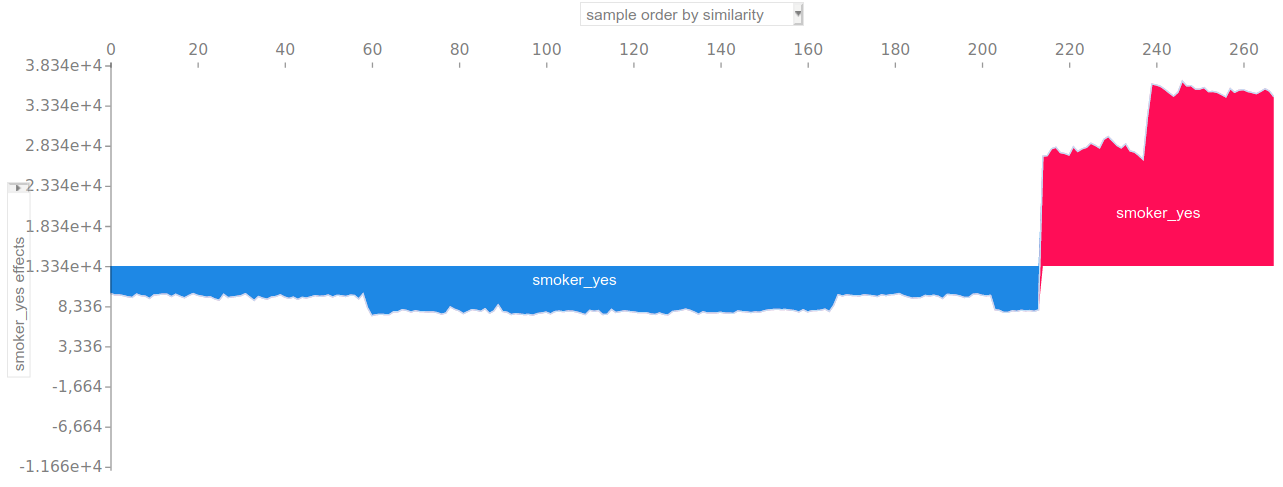 sample order by similarity
0 20 40 60 80 100 120 140 160 180 200 220 240 260
3.834e+4
3.334e+4
2.834e+4
2.334e+4
1.834e+4
1.334e+4
8,336
3,336
-1,664
-6,664
-1.166e+4
smoker_yes effects
smoker_yes
smoker_yes